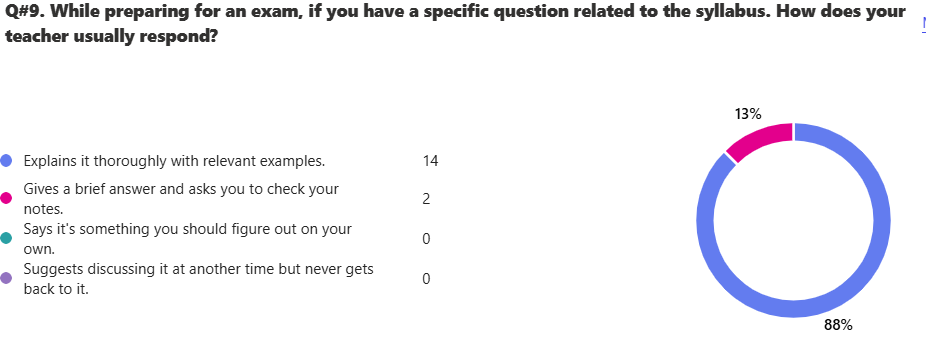 Q#9. While preparing for an exam, if you have a specific question related to the syllabus. How does your
teacher usually respond?
13%
Explains it thoroughly with relevant examples. 14
Gives a brief answer and asks you to check your
notes. 2
Says it's something you should figure out on your
own. 0
Suggests discussing it at another time but never gets
back to it. 0
88%